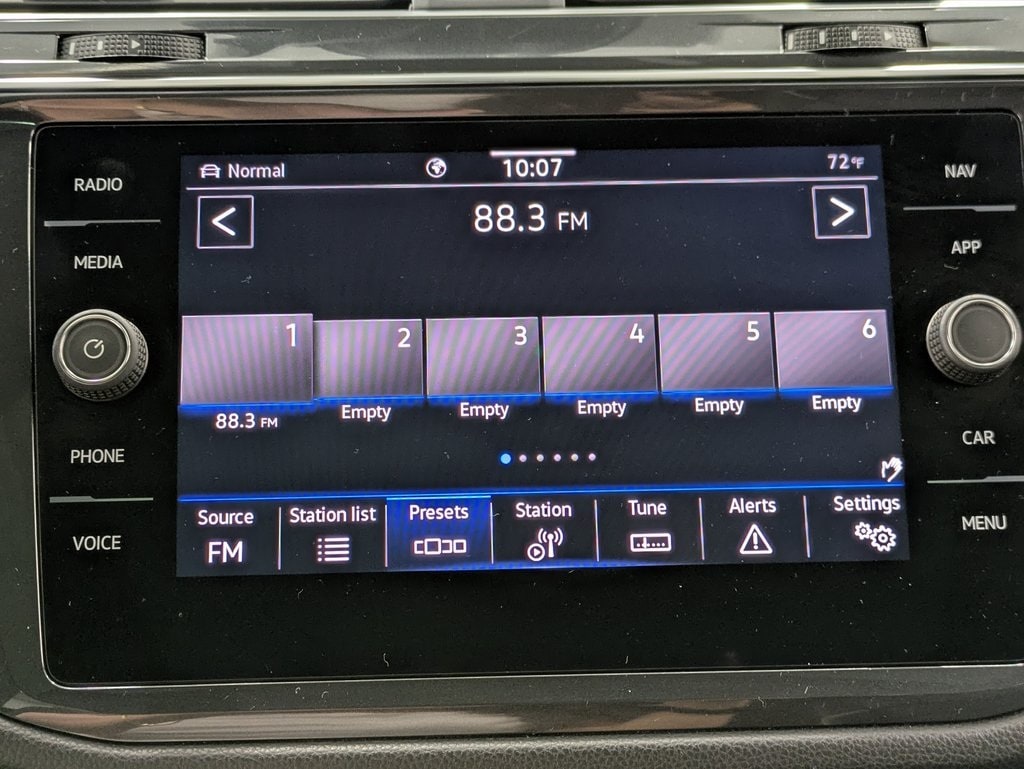 RADIO
MEDIA
PHONE
VOICE
Normal
10:07
72°F
88.3 FM
1
2
3
4
5
6
88.3 FM
Empty
Empty
Empty
Empty
Empty
Source
FM
Station list
Presets
Station
Tune
Alerts
Settings
NAV
APP
CAR
MENU